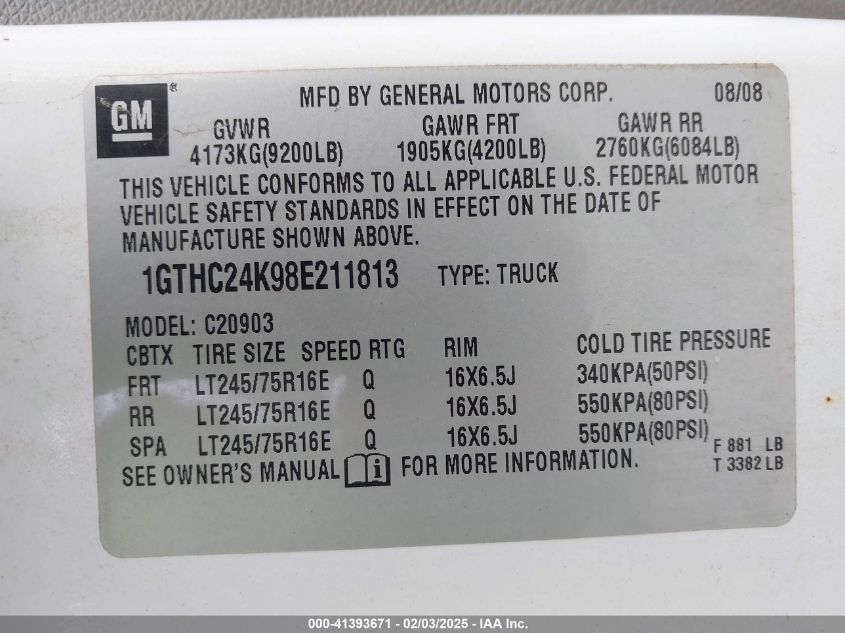 GM ® MFD BY GENERAL MOTORS CORP. 08/08
GVWR GAWR FRT GAWR RR
4173KG(9200LB) 1905KG(4200LB) 2760KG(6084LB)
THIS VEHICLE CONFORMS TO ALL APPLICABLE U.S. FEDERAL MOTOR
VEHICLE SAFETY STANDARDS IN EFFECT ON THE DATE OF
MANUFACTURE SHOWN ABOVE.
1GTHC24K98E211813 TYPE: TRUCK
MODEL: C20903
CBTX TIRE SIZE SPEED RTG RIM COLD TIRE PRESSURE
FRT LT245/75R16E Q 16X6.5J 340KPA(50PSI)
RR LT245/75R16E Q 16X6.5J 550KPA(80PSI)
SPA LT245/75R16E Q 16X6.5J 550KPA(80PSI)
F 881 LB
SEE OWNER'S MANUAL i FOR MORE INFORMATION. T 3382 LB
000-41393671 - 02/03/2025 - IAA Inc.